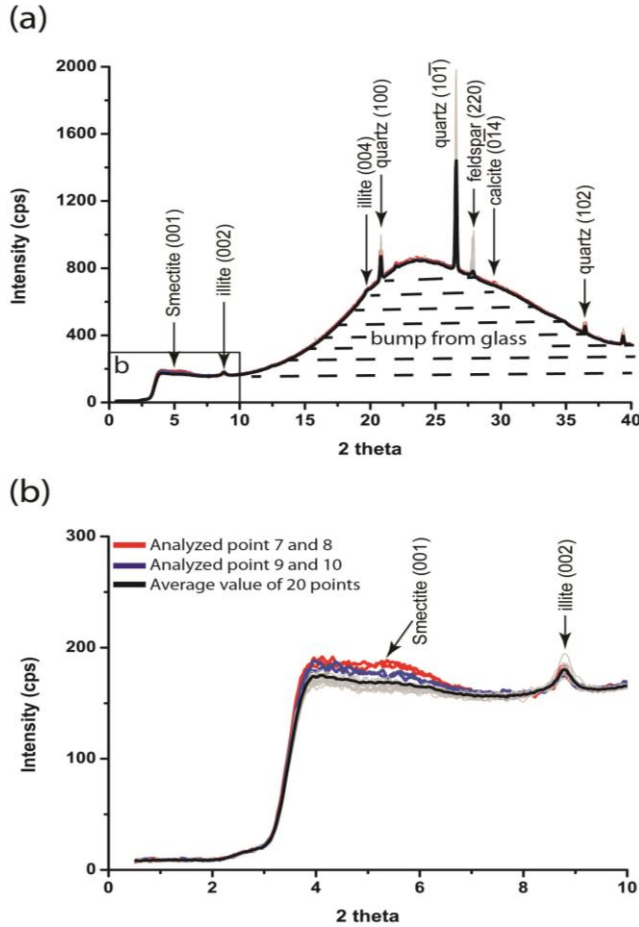 (a)
2000
1600
1200
800
400
0
Intensity (cps)
Smectite (001)
illite (002)
illite (004)
quartz (100)
quartz (101̅)
feldspar (220)
calcite (01̅4)
quartz (102)
b
bump from glass
0 5 10 15 20 25 30 35 40
2 theta
(b)
300
200
100
0
Intensity (cps)
Analyzed point 7 and 8
Analyzed point 9 and 10
Average value of 20 points
Smectite (001)
illite (002)
0 2 4 6 8 10
2 theta